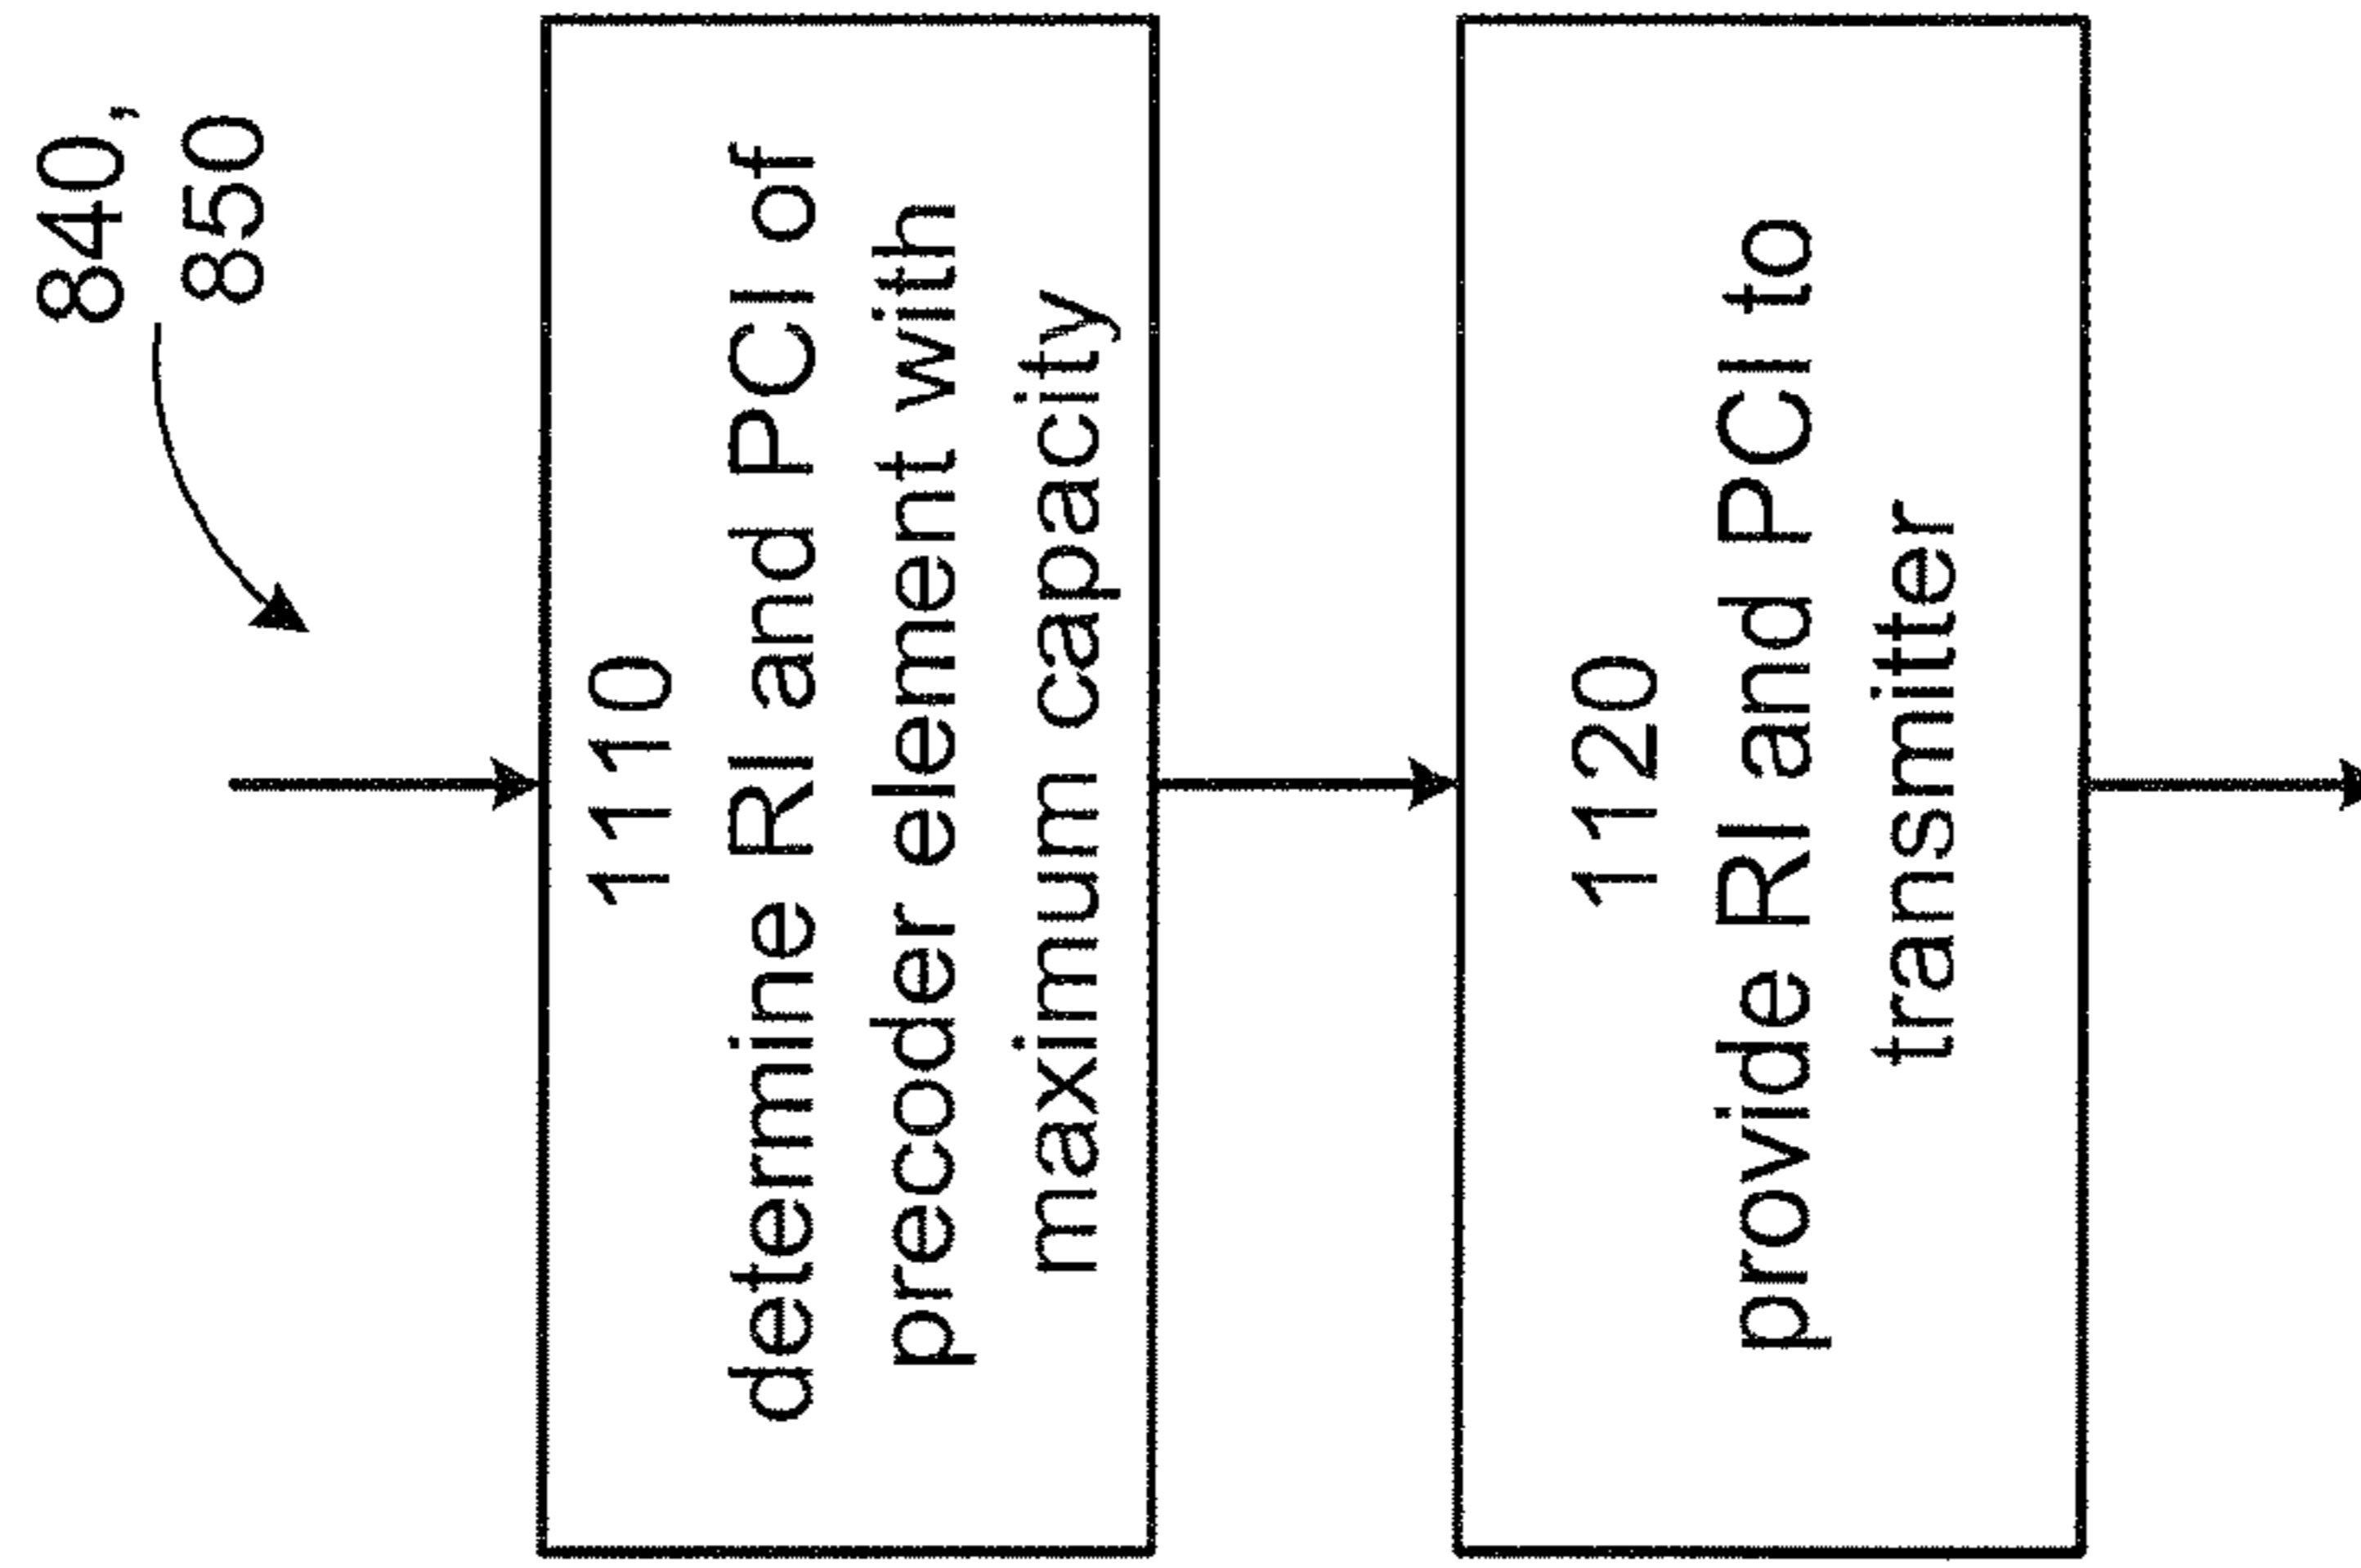 840,
850
1110
determine RI and PCI of
precoder element with
maximum capacity
1120
provide RI and PCI to
transmitter